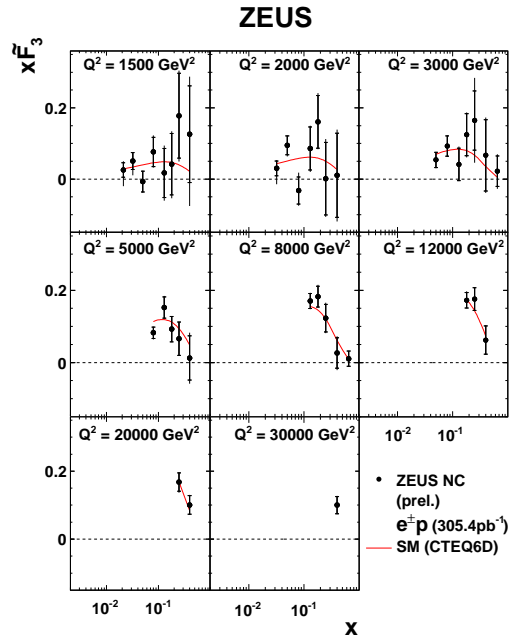 ZEUS
xF̃₃
Q² = 1500 GeV²
Q² = 2000 GeV²
Q² = 3000 GeV²
0.2
0
Q² = 5000 GeV²
Q² = 8000 GeV²
Q² = 12000 GeV²
0.2
0
10⁻² 10⁻¹
Q² = 20000 GeV²
Q² = 30000 GeV²
0.2
0
ZEUS NC
(prel.)
e±p (305.4pb⁻¹)
SM (CTEQ6D)
10⁻² 10⁻¹ 10⁻² 10⁻¹
x